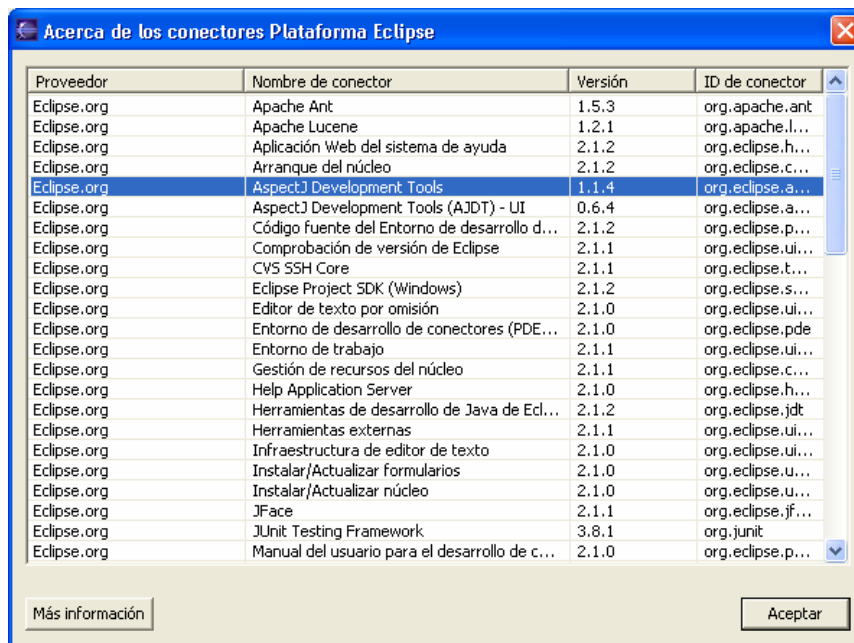 Acerca de los conectores Plataforma Eclipse
Proveedor Nombre de conector Versión ID de conector
Eclipse.org Apache Ant 1.5.3 org.apache.ant
Eclipse.org Apache Lucene 1.2.1 org.apache.l...
Eclipse.org Aplicación Web del sistema de ayuda 2.1.2 org.eclipse.h...
Eclipse.org Arranque del núcleo 2.1.2 org.eclipse.c...
Eclipse.org AspectJ Development Tools 1.1.4 org.eclipse.a...
Eclipse.org AspectJ Development Tools (AJDT) - UI 0.6.4 org.eclipse.a...
Eclipse.org Código fuente del Entorno de desarrollo d... 2.1.2 org.eclipse.p...
Eclipse.org Comprobación de versión de Eclipse 2.1.1 org.eclipse.ui...
Eclipse.org CVS SSH Core 2.1.1 org.eclipse.t...
Eclipse.org Eclipse Project SDK (Windows) 2.1.2 org.eclipse.s...
Eclipse.org Editor de texto por omisión 2.1.0 org.eclipse.ui...
Eclipse.org Entorno de desarrollo de conectores (PDE... 2.1.0 org.eclipse.pde
Eclipse.org Entorno de trabajo 2.1.1 org.eclipse.ui...
Eclipse.org Gestión de recursos del núcleo 2.1.1 org.eclipse.c...
Eclipse.org Help Application Server 2.1.0 org.eclipse.h...
Eclipse.org Herramientas de desarrollo de Java de Ecl... 2.1.2 org.eclipse.jdt
Eclipse.org Herramientas externas 2.1.1 org.eclipse.ui...
Eclipse.org Infraestructura de editor de texto 2.1.0 org.eclipse.ui...
Eclipse.org Instalar/Actualizar formularios 2.1.0 org.eclipse.u...
Eclipse.org Instalar/Actualizar núcleo 2.1.0 org.eclipse.u...
Eclipse.org JFace 2.1.1 org.eclipse.jf...
Eclipse.org JUnit Testing Framework 3.8.1 org.junit
Eclipse.org Manual del usuario para el desarrollo de c... 2.1.0 org.eclipse.p...
Más información Aceptar